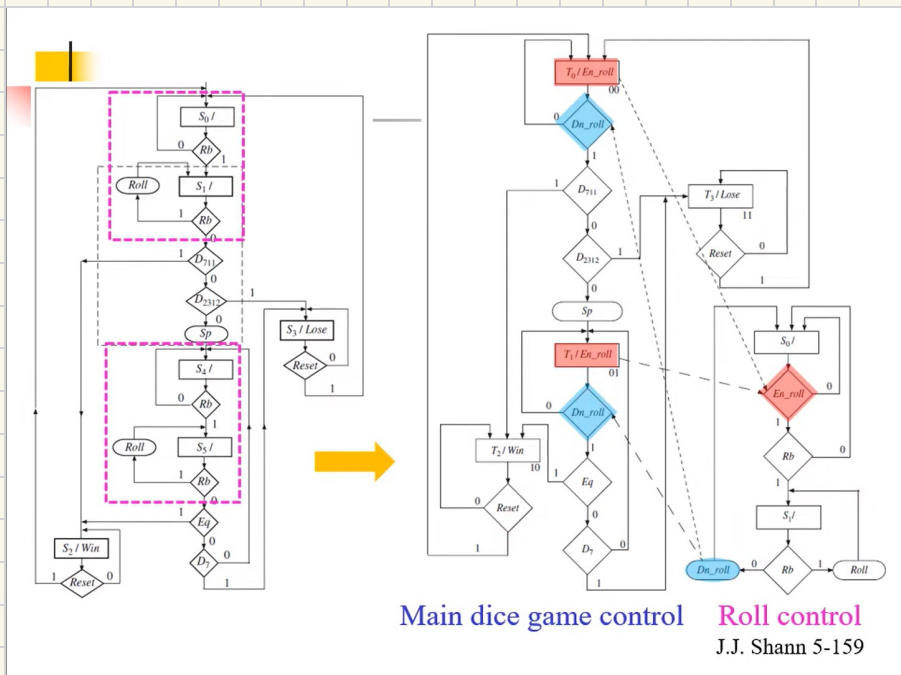 S0 /
0
Rb
1
Roll
S1 /
1
Rb
0
1
D711
0
D2312
1
0
Sp
S3 / Lose
S4 /
Reset
0
0
Rb
1
1
Roll
S5 /
1
Rb
0
1
Eq
0
S2 / Win
D7
0
1
Reset
0
1
T0 / En_roll
00
0
Dn_roll
1
1
D711
0
D2312
1
0
Sp
T1 / En_roll
01
0
Dn_roll
1
T2 / Win
10
1
Eq
0
0
Reset
1
D7
0
1
T3 / Lose
11
Reset
0
1
S0 /
En_roll
0
1
Rb
0
1
S1/
Dn_roll
0
Rb
1
Roll
Main dice game control
Roll control
J.J. Shann 5-159